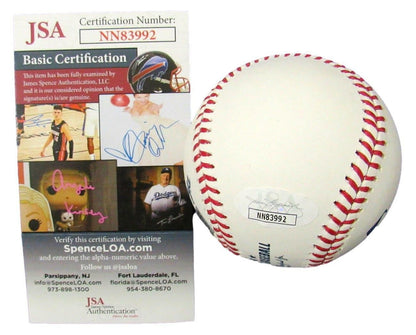 JSA
Certification Number:
NN83992
Basic Certification
This item has been fully examined by
James Spence Authentication, LLC
and it is our considered opinion that the
signature(s) is/are genuine.
Angela
Verify this certification by visiting
SpenceLOA.com
and entering the alpha-numeric value above.
Follow us @jsaloa
Parsippany, NJ
info@SpenceLOA.com
973-898-1300
Fort Lauderdale, FL
florida@SpenceLOA.com
954-380-8670
JSA
Authentication
JSA
NN83992